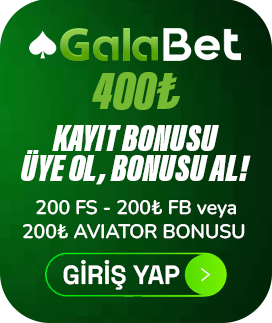 GalaBet
400₺
KAYIT BONUSU
ÜYE OL, BONUSU AL!
200 FS - 200₺ FB veya
200₺ AVIATOR BONUSU
GİRİŞ YAP >